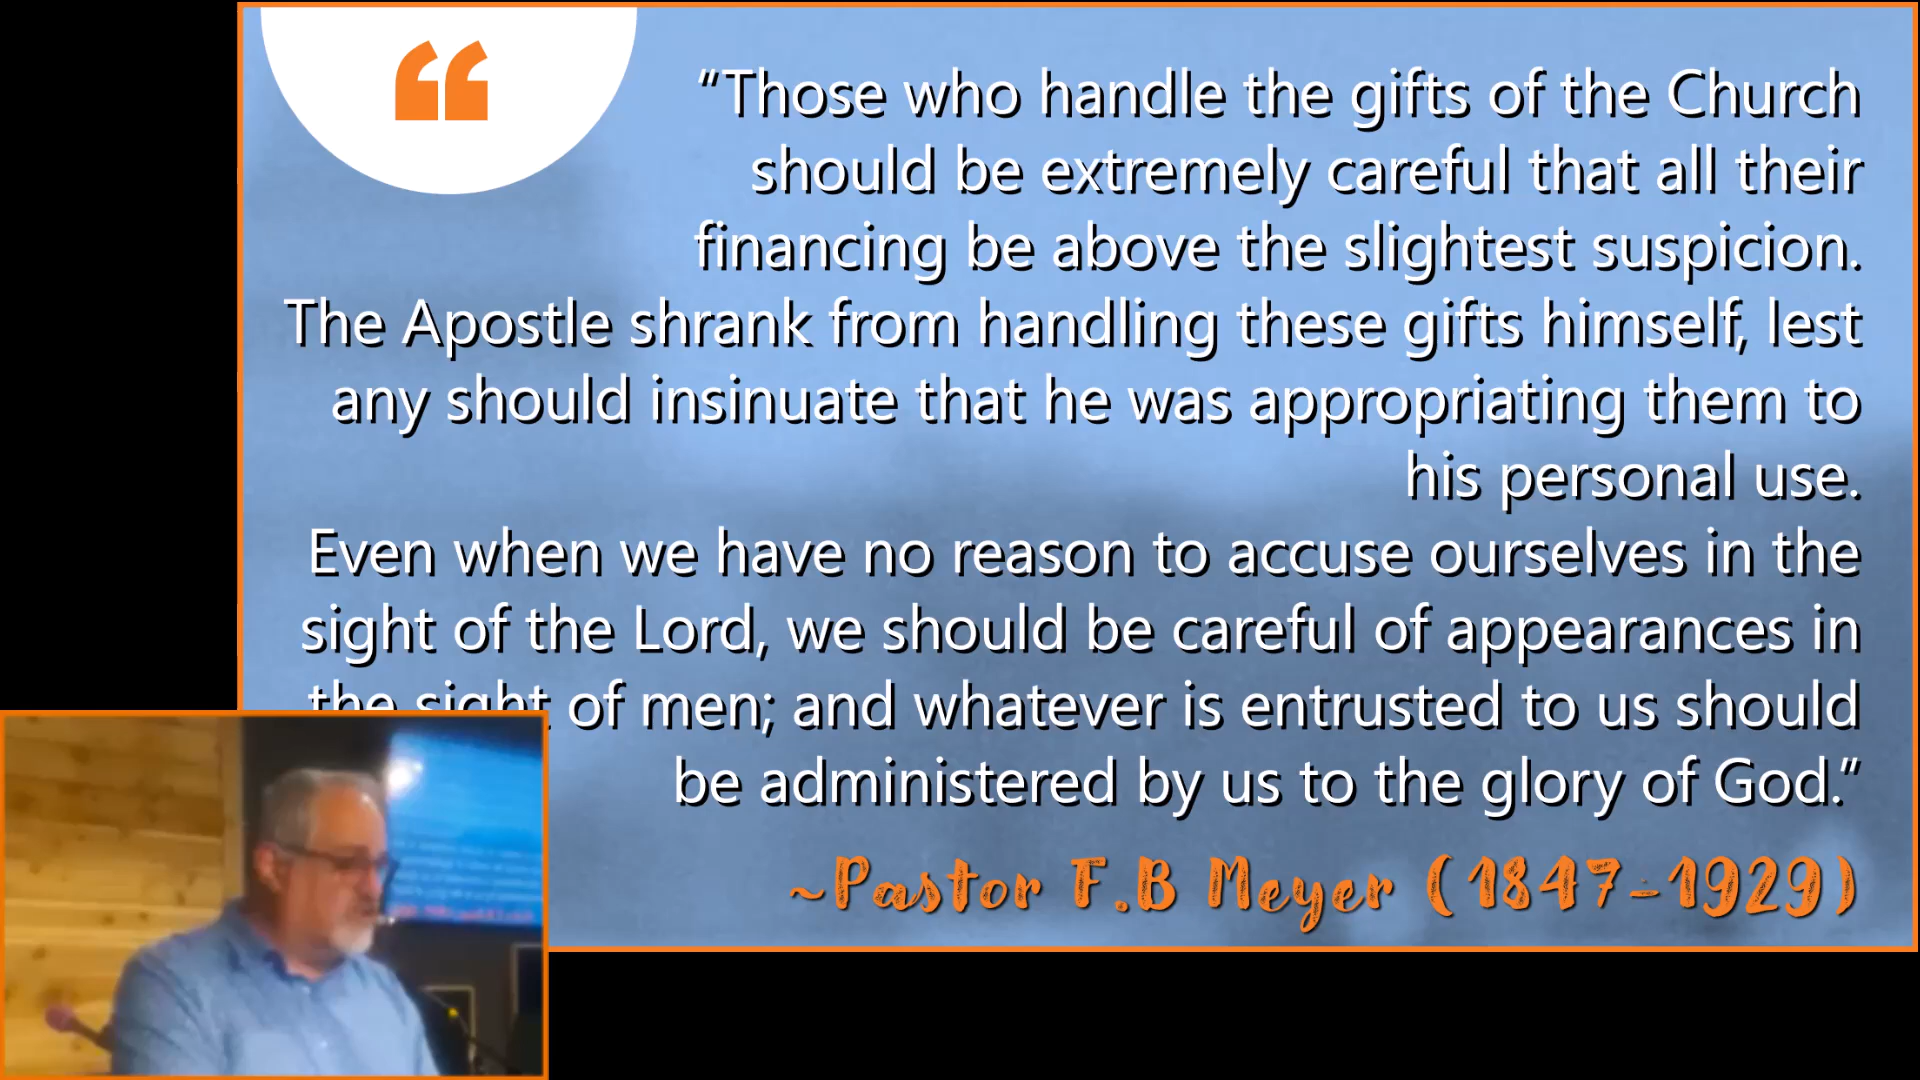 “Those who handle the gifts of the Church
should be extremely careful that all their
financing be above the slightest suspicion.
The Apostle shrank from handling these gifts himself, lest
any should insinuate that he was appropriating them to
his personal use.
Even when we have no reason to accuse ourselves in the
sight of the Lord, we should be careful of appearances in
the sight of men; and whatever is entrusted to us should
be administered by us to the glory of God.”
~Pastor F.B Meyer (1847-1929)